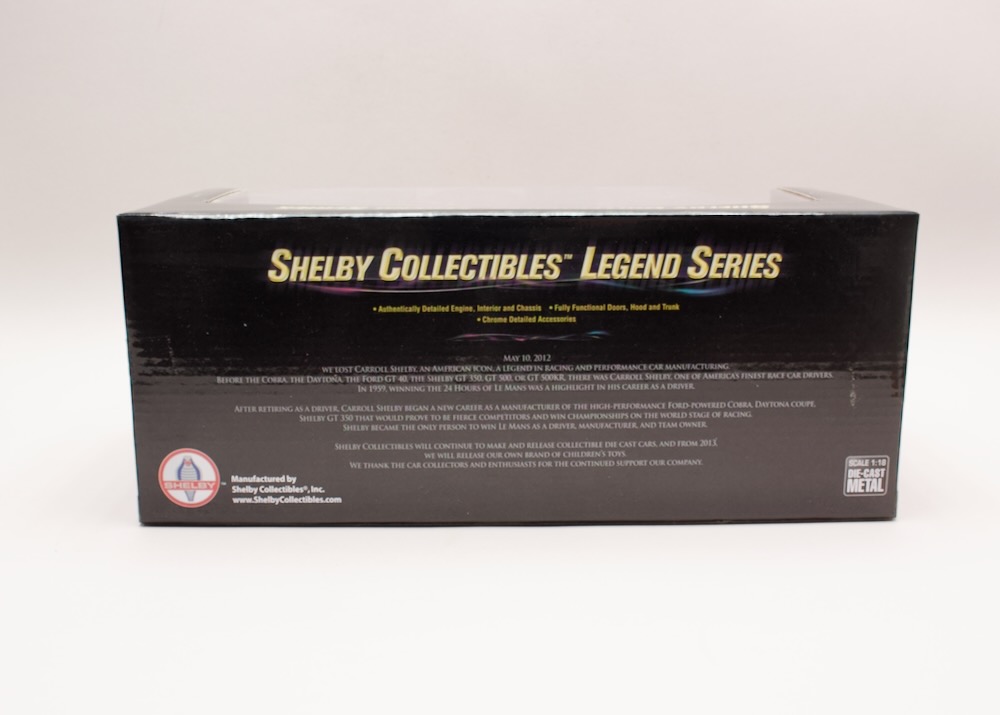 SHELBY COLLECTIBLES™ LEGEND SERIES
• Authentically Detailed Engine, Interior and Chassis • Fully Functional Doors, Hood and Trunk
• Chrome Detailed Accessories
MAY 10, 2012
WE LOST CARROLL SHELBY, AN AMERICAN ICON, A LEGEND IN RACING AND PERFORMANCE CAR MANUFACTURING.
BEFORE THE COBRA, THE DAYTONA, THE FORD GT 40, THE SHELBY GT 350, GT 500, OR GT 500KR, THERE WAS CARROLL SHELBY, ONE OF AMERICA'S FINEST RACE CAR DRIVERS.
IN 1959, WINNING THE 24 HOURS OF LE MANS WAS A HIGHLIGHT IN HIS CAREER AS A DRIVER.
AFTER RETIRING AS A DRIVER, CARROLL SHELBY BEGAN A NEW CAREER AS A MANUFACTURER OF THE HIGH-PERFORMANCE FORD-POWERED COBRA, DAYTONA COUPE,
SHELBY GT 350 THAT WOULD PROVE TO BE FIERCE COMPETITORS AND WIN CHAMPIONSHIPS ON THE WORLD STAGE OF RACING.
SHELBY BECAME THE ONLY PERSON TO WIN LE MANS AS A DRIVER, MANUFACTURER, AND TEAM OWNER.
SHELBY COLLECTIBLES WILL CONTINUE TO MAKE AND RELEASE COLLECTIBLE DIE CAST CARS, AND FROM 2013,
WE WILL RELEASE OUR OWN BRAND OF CHILDREN'S TOYS.
WE THANK THE CAR COLLECTORS AND ENTHUSIASTS FOR THE CONTINUED SUPPORT OUR COMPANY.
SHELBY™
Manufactured by
Shelby Collectibles®, Inc.
www.ShelbyCollectibles.com
SCALE 1:18
DIE-CAST
METAL